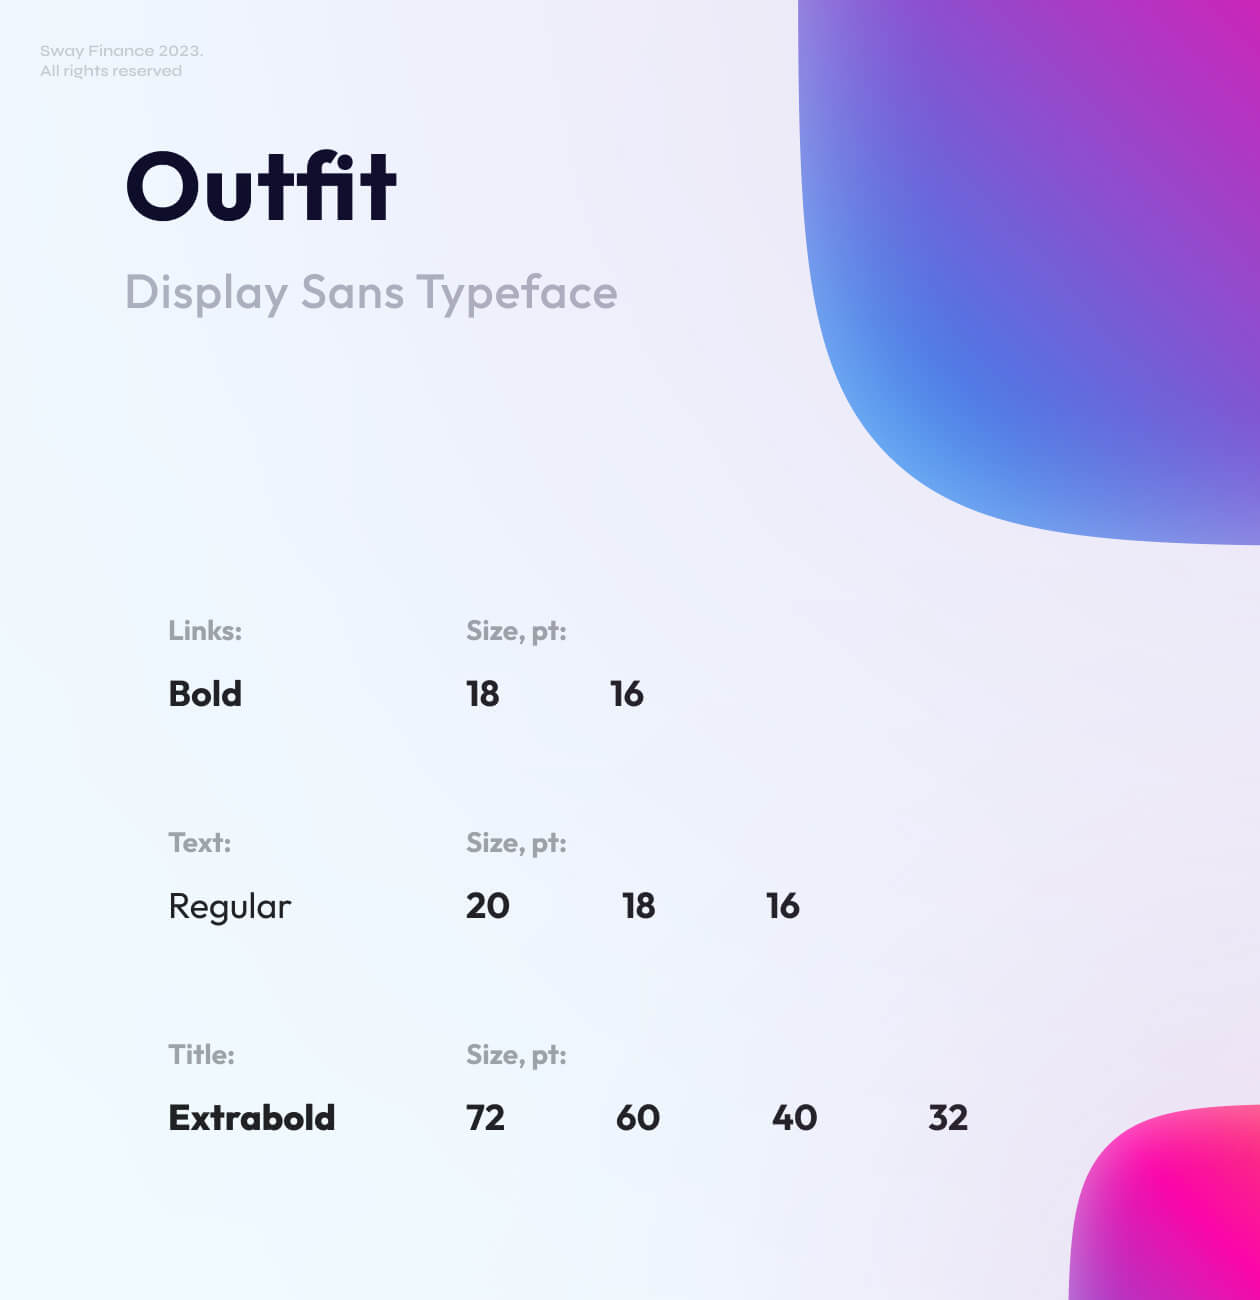 Sway Finance 2023.
All rights reserved
Outfit
Display Sans Typeface
Links: Size, pt:
Bold 18 16
Text: Size, pt:
Regular 20 18 16
Title: Size, pt:
Extrabold 72 60 40 32